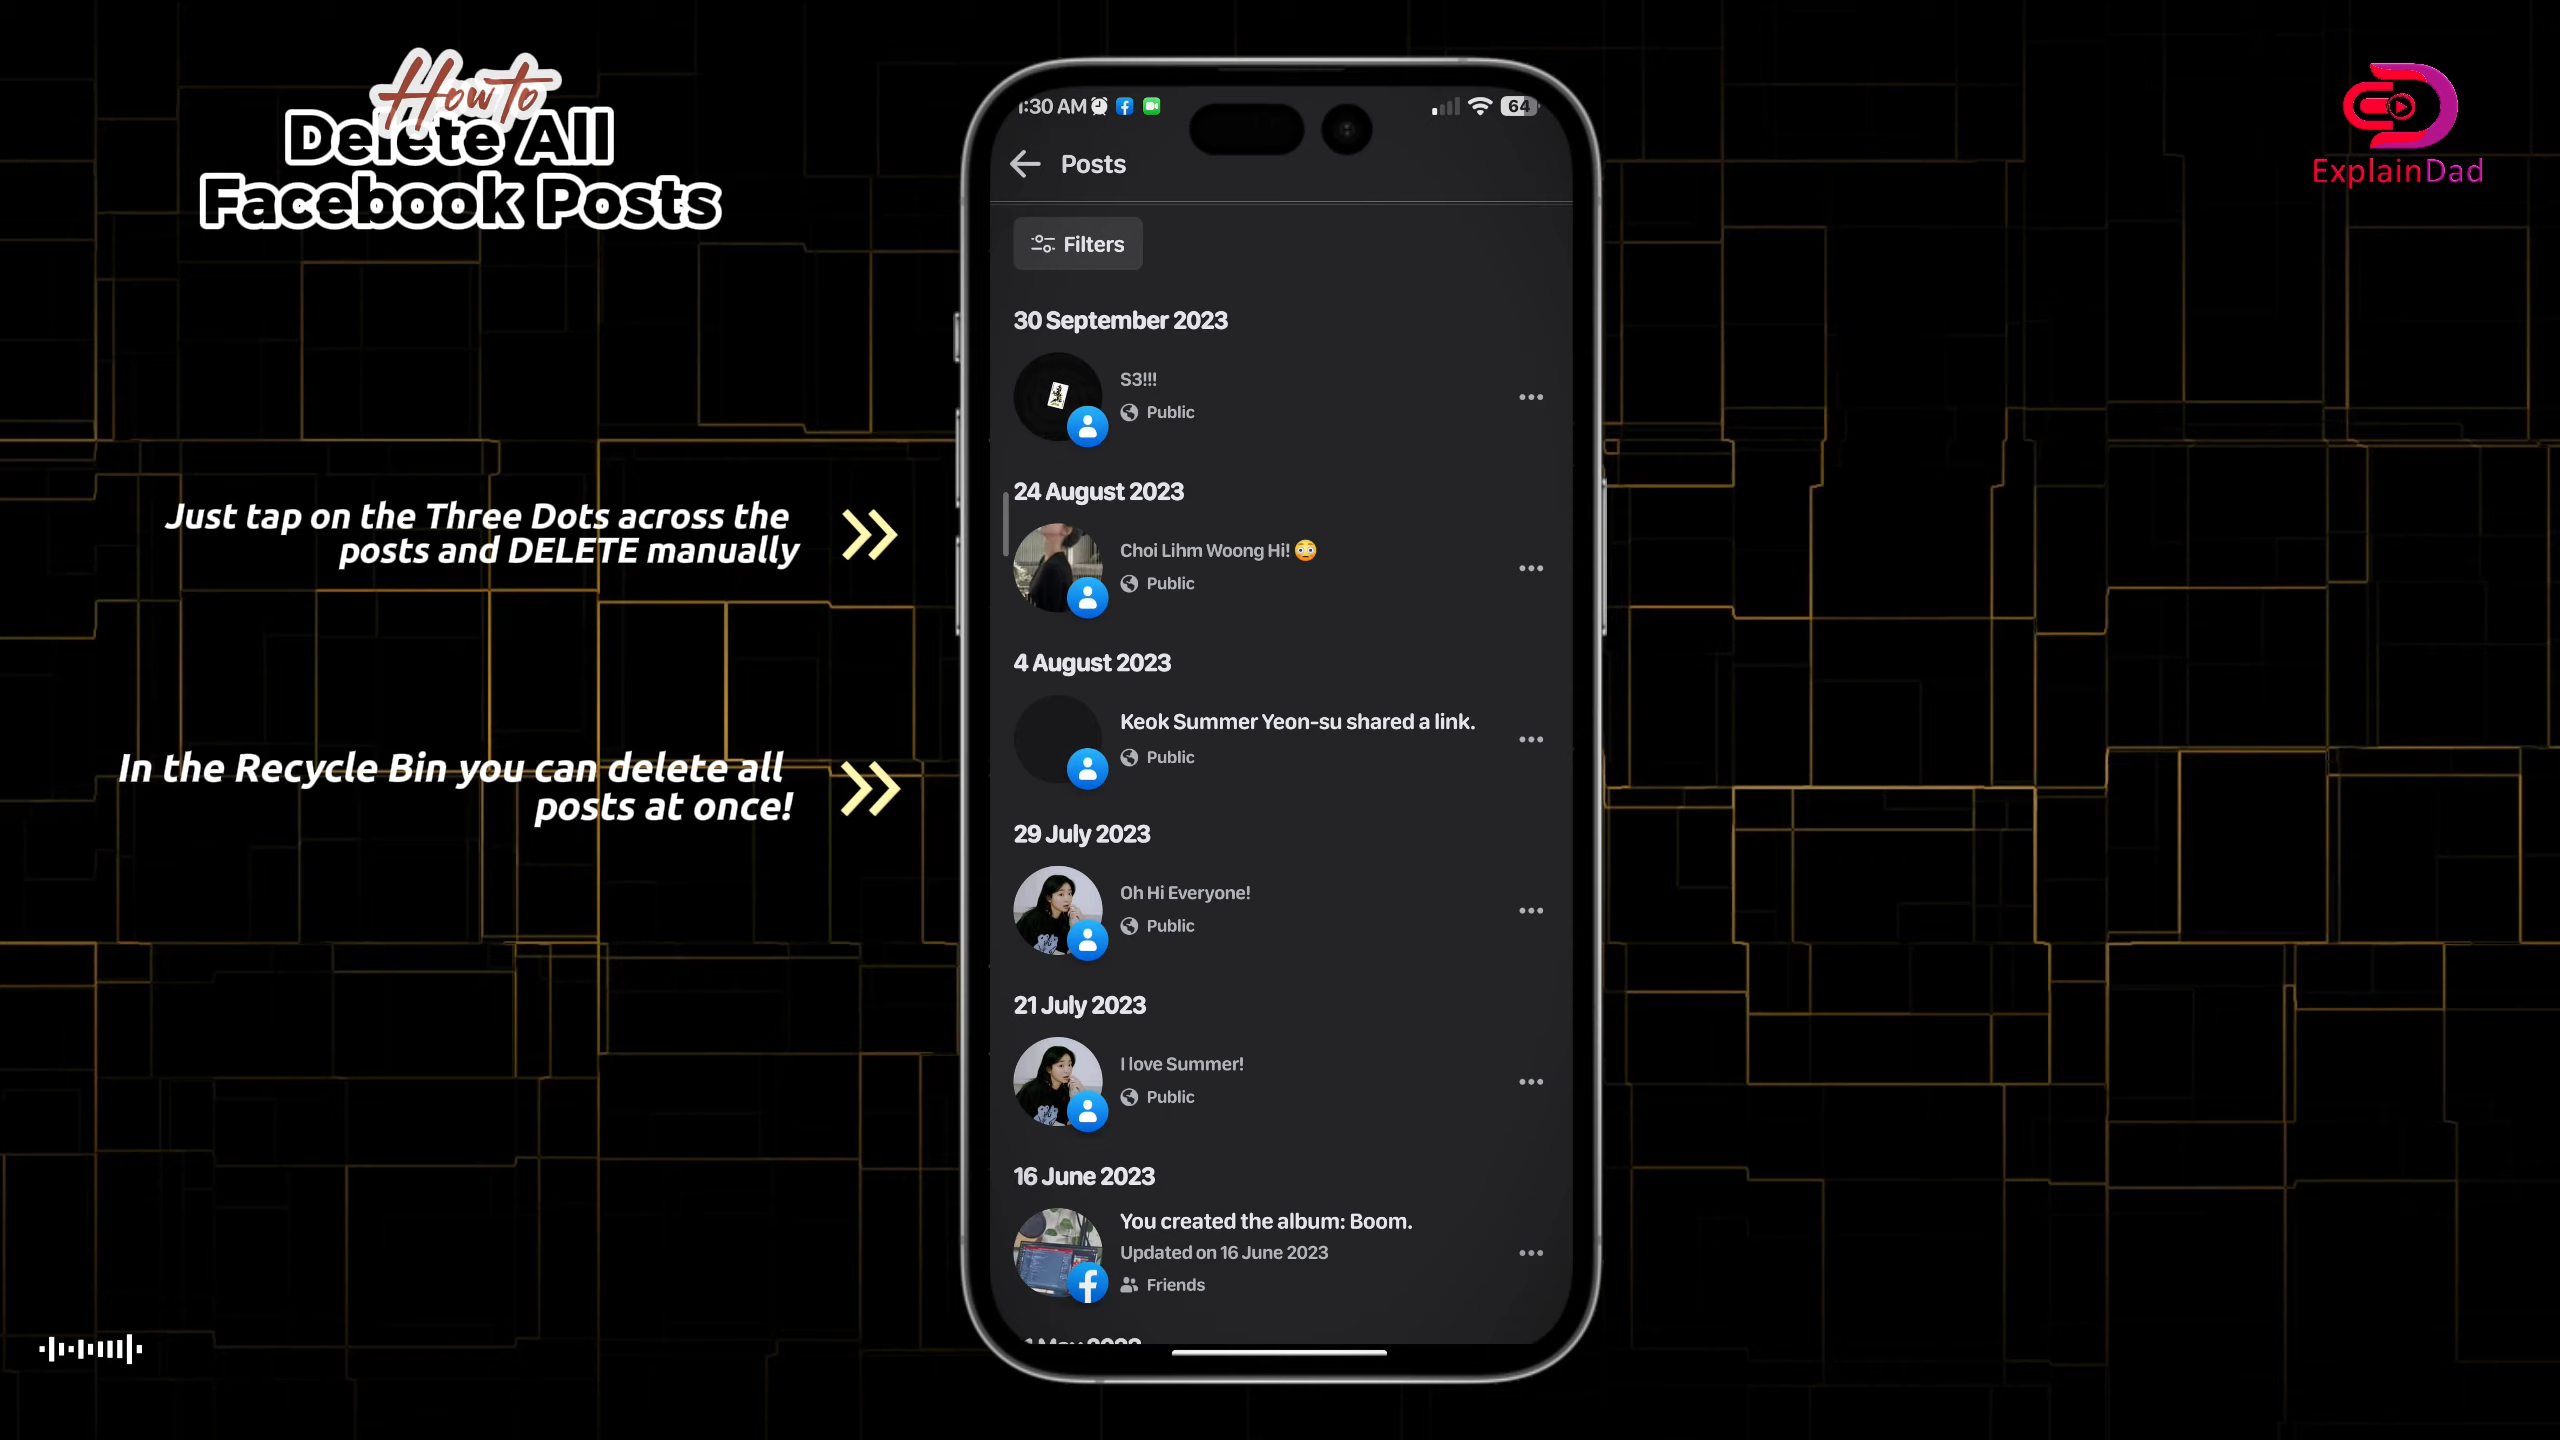 How to
Delete All
Facebook Posts
ExplainDad
Just tap on the Three Dots across the
posts and DELETE manually
In the Recycle Bin you can delete all
posts at once!
1:30 AM
64
Posts
Filters
30 September 2023
S3!!!
Public
24 August 2023
Choi Lihm Woong Hi! 😳
Public
4 August 2023
Keok Summer Yeon-su shared a link.
Public
29 July 2023
Oh Hi Everyone!
Public
21 July 2023
I love Summer!
Public
16 June 2023
You created the album: Boom.
Updated on 16 June 2023
Friends